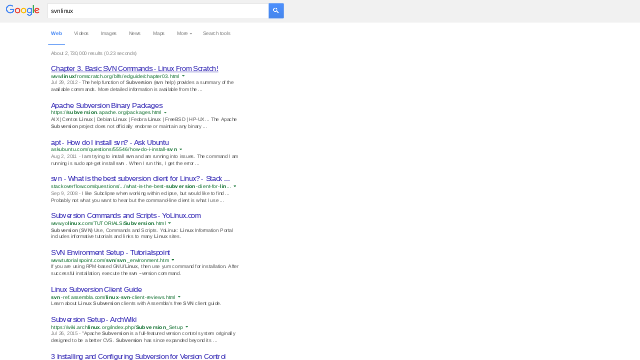 Google
svn linux
Web Images News Maps More Search tools
Chapter 3. Basic SVN Commands - Linux From Scratch!
www.linuxfromscratch.org/blfs/edguide/chapter03.html
Jul 28, 2012 - The help function of Subversion (svn help) provides a summary of the
available commands. More detailed information is available from the ...
Apache Subversion Binary Packages
https://subversion.apache.org/packages.html
AIX | Centos Linux | Debian Linux | Fedora Linux | FreeBSD | HP-UX ... The Apache
Subversion project does not officially endorse or maintain any binary ...
apt - How do I install svn? - Ask Ubuntu
askubuntu.com/questions/55546/how-do-i-install-svn
Aug 2, 2011 - I am trying to install svn and am running into issues. The command I am
running is sudo apt-get install svn . When I run this, I get the error ...
svn - What is the best subversion client for Linux? - Stack ...
stackoverflow.com/questions/.../what-is-the-best-subversion-client-for-lin...
Sep 9, 2008 - I like Subclipse when working within eclipse, but would like to find ...
Probably not what you want to hear but the command line client is what I use ...
Subversion Commands and Scripts - YoLinux.com
www.yolinux.com/TUTORIALS/Subversion.html
Subversion (SVN) Use, Commands and Scripts. YoLinux: Linux Information Portal
includes informative tutorials and links to many Linux sites.
SVN Environment Setup - Tutorialspoint
www.tutorialspoint.com/svn/svn_environment.htm
If you are using RPM-based GNU/Linux, then use yum command for installation. After
successful installation, execute the svn --version command.
Linux Subversion Client Guide
svn-ref.assembla.com/linux-svn-client-reviews.html
Learn about Linux Subversion clients with Assembla's free SVN client guide.
Subversion Setup - ArchWiki
https://wiki.archlinux.org/index.php/Subversion_Setup
Jul 26, 2015 - "Apache Subversion is a full-featured version control system originally
designed to be a better CVS. Subversion has since expanded beyond its ...
3 Installing and Configuring Subversion for Version Control